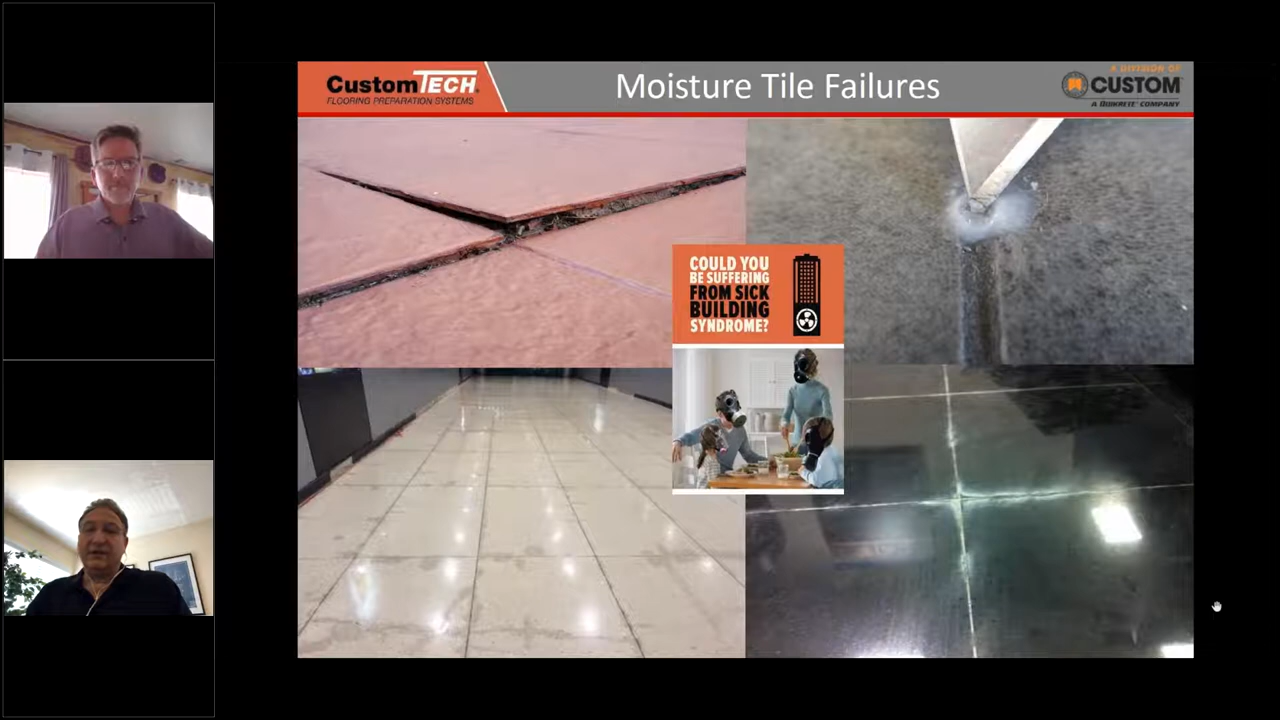 CustomTECH
FLOORING PREPARATION SYSTEMS
Moisture Tile Failures
A DIVISION OF
CUSTOM
A QUIKRETE COMPANY
COULD YOU
BE SUFFERING
FROM SICK
BUILDING
SYNDROME?